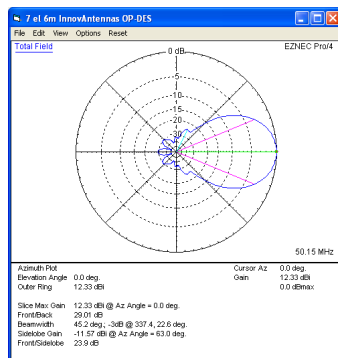 7 el 6m InnovAntennas OP-DES
File Edit View Options Reset
Total Field
0 dB
EZNEC Pro/4
-5
-10
-15
-20
-30
50.15 MHz
Azimuth Plot
Elevation Angle 0.0 deg.
Outer Ring 12.33 dBi
Cursor Az 0.0 deg.
Gain 12.33 dBi
0.0 dBmax
Slice Max Gain 12.33 dBi @ Az Angle = 0.0 deg.
Front/Back 29.01 dB
Beamwidth 45.2 deg.; -3dB @ 337.4, 22.6 deg.
Sidelobe Gain -11.57 dBi @ Az Angle = 63.0 deg.
Front/Sidelobe 23.9 dB